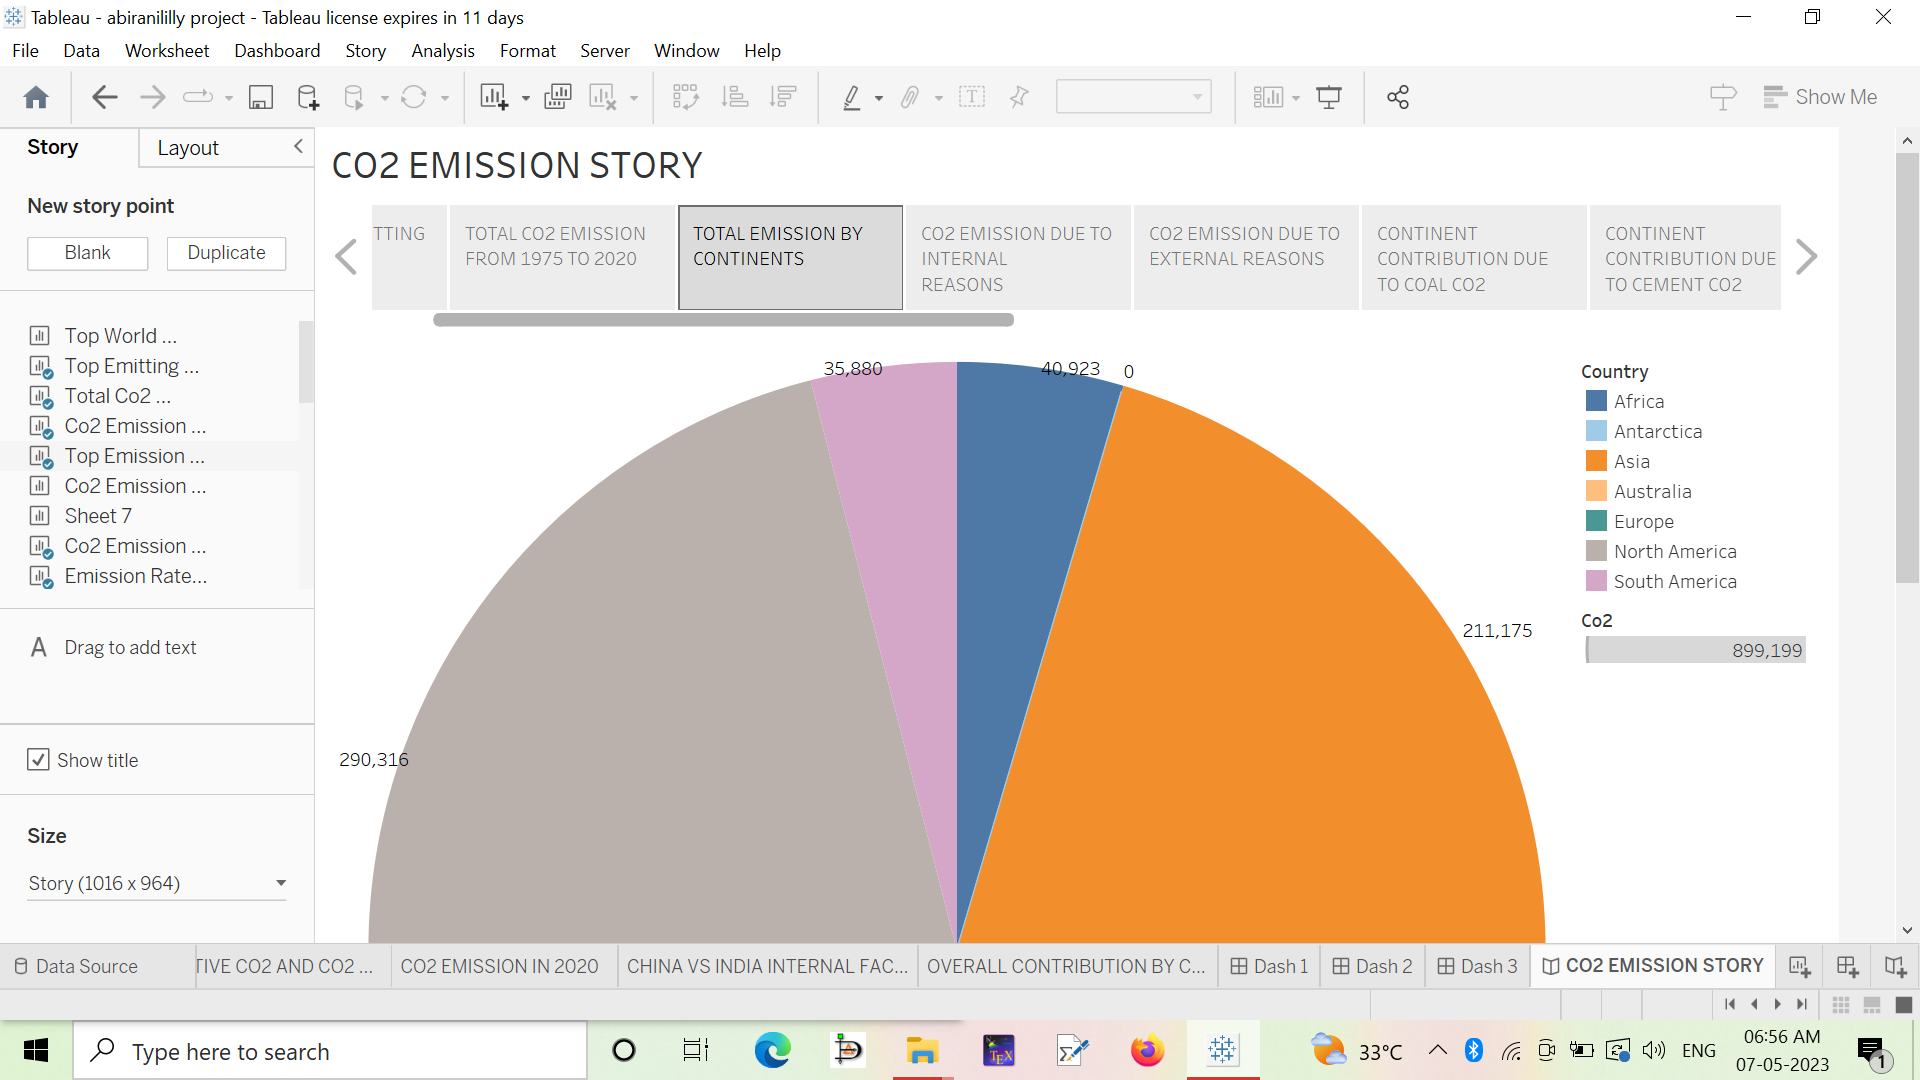 Tableau - abiranililly project - Tableau license expires in 11 days
File Data Worksheet Dashboard Story Analysis Format Server Window Help
Show Me
Story Layout
New story point
Blank Duplicate
Top World ...
Top Emitting ...
Total Co2 ...
Co2 Emission ...
Top Emission ...
Co2 Emission ...
Sheet 7
Co2 Emission ...
Emission Rate...
A Drag to add text
Show title
Size
Story (1016 x 964)
CO2 EMISSION STORY
TTING
TOTAL CO2 EMISSION
FROM 1975 TO 2020
TOTAL EMISSION BY
CONTINENTS
CO2 EMISSION DUE TO
INTERNAL
REASONS
CO2 EMISSION DUE TO
EXTERNAL REASONS
CONTINENT
CONTRIBUTION DUE
TO COAL CO2
CONTINENT
CONTRIBUTION DUE
TO CEMENT CO2
35,880
40,923
0
211,175
290,316
Country
Africa
Antarctica
Asia
Australia
Europe
North America
South America
Co2
899,199
Data Source
TIVE CO2 AND CO2 ...
CO2 EMISSION IN 2020
CHINA VS INDIA INTERNAL FAC...
OVERALL CONTRIBUTION BY C...
Dash 1
Dash 2
Dash 3
CO2 EMISSION STORY
Type here to search
TEX
33°C
ENG
06:56 AM
07-05-2023
1